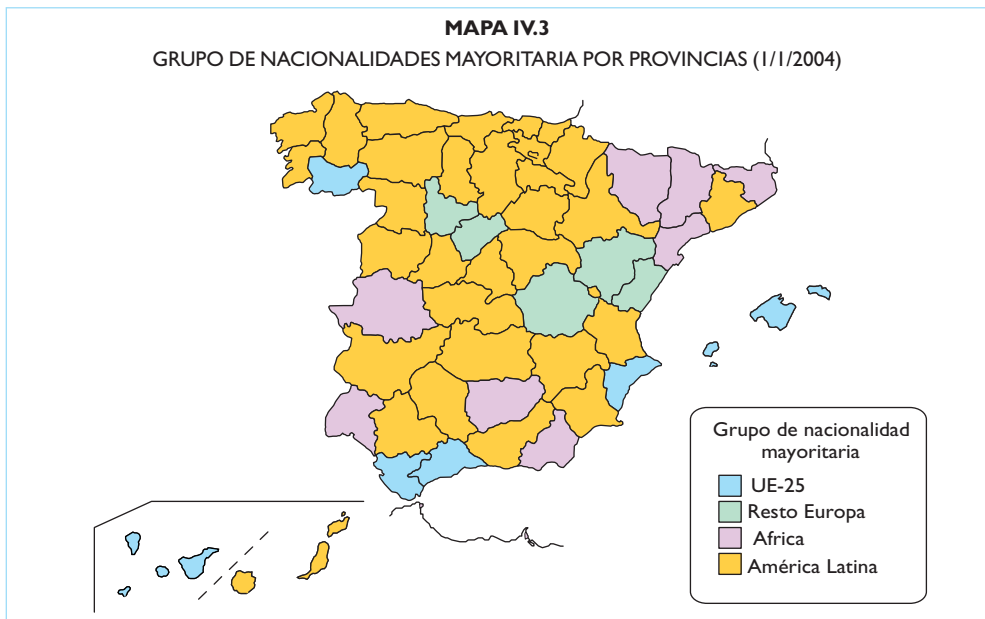 MAPA IV.3
GRUPO DE NACIONALIDADES MAYORITARIA POR PROVINCIAS (1/1/2004)
Grupo de nacionalidad
mayoritaria
UE-25
Resto Europa
Africa
América Latina